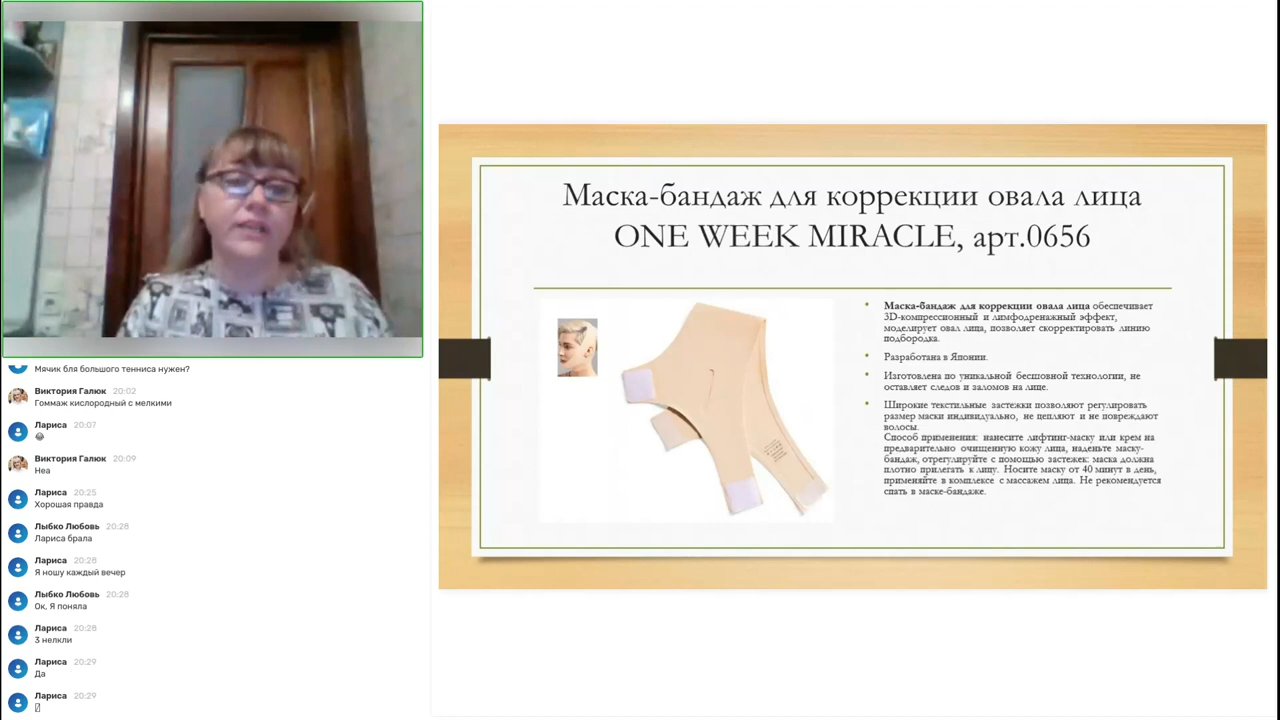 Мячик бля большого тенниса нужен?
Виктория Галюк 20:02
Гоммаж кислородный с мелкими
Лариса 20:07
😂
Виктория Галюк 20:09
Неа
Лариса 20:25
Хорошая правда
Лыбко Любовь 20:28
Лариса брала
Лариса 20:28
Я ношу каждый вечер
Лыбко Любовь 20:28
Ок, Я поняла
Лариса 20:28
3 нелкли
Лариса 20:29
Да
Лариса 20:29
Маска-бандаж для коррекции овала лица
ONE WEEK MIRACLE, арт.0656
• Маска-бандаж для коррекции овала лица обеспечивает
3D-компрессионный и лимфодренажный эффект,
моделирует овал лица, позволяет скорректировать линию
подбородка.
• Разработана в Японии.
• Изготовлена по уникальной бесшовной технологии, не
оставляет следов и заломов на лице.
• Широкие текстильные застежки позволяют регулировать
размер маски индивидуально, не цепляют и не повреждают
волосы.
Способ применения: нанесите лифтинг-маску или крем на
предварительно очищенную кожу лица, наденьте маску-
бандаж, отрегулируйте с помощью застежек: маска должна
плотно прилегать к лицу. Носите маску от 40 минут в день,
применяйте в комплексе с массажем лица. Не рекомендуется
спать в маске-бандаже.